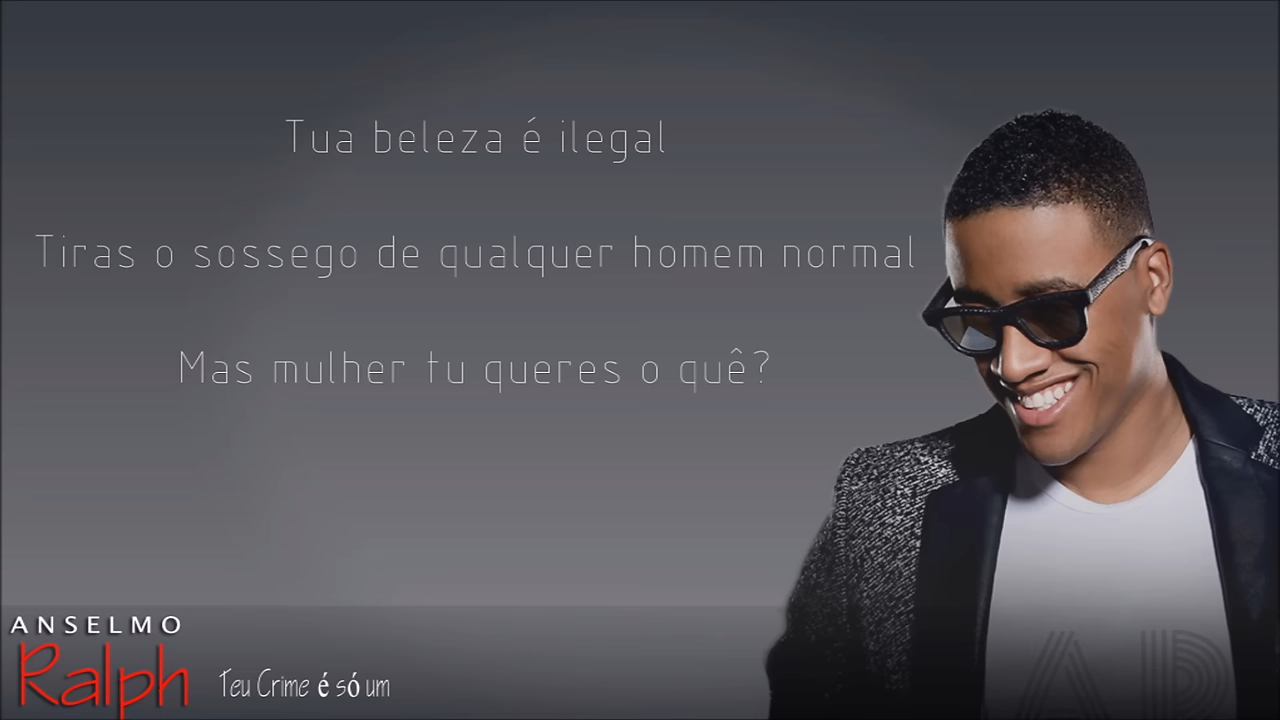 Tua beleza é ilegal
Tiras o sossego de qualquer homem normal
Mas mulher tu queres o quê?
ANSELMO
Ralph
Teu Crime é só um
AR